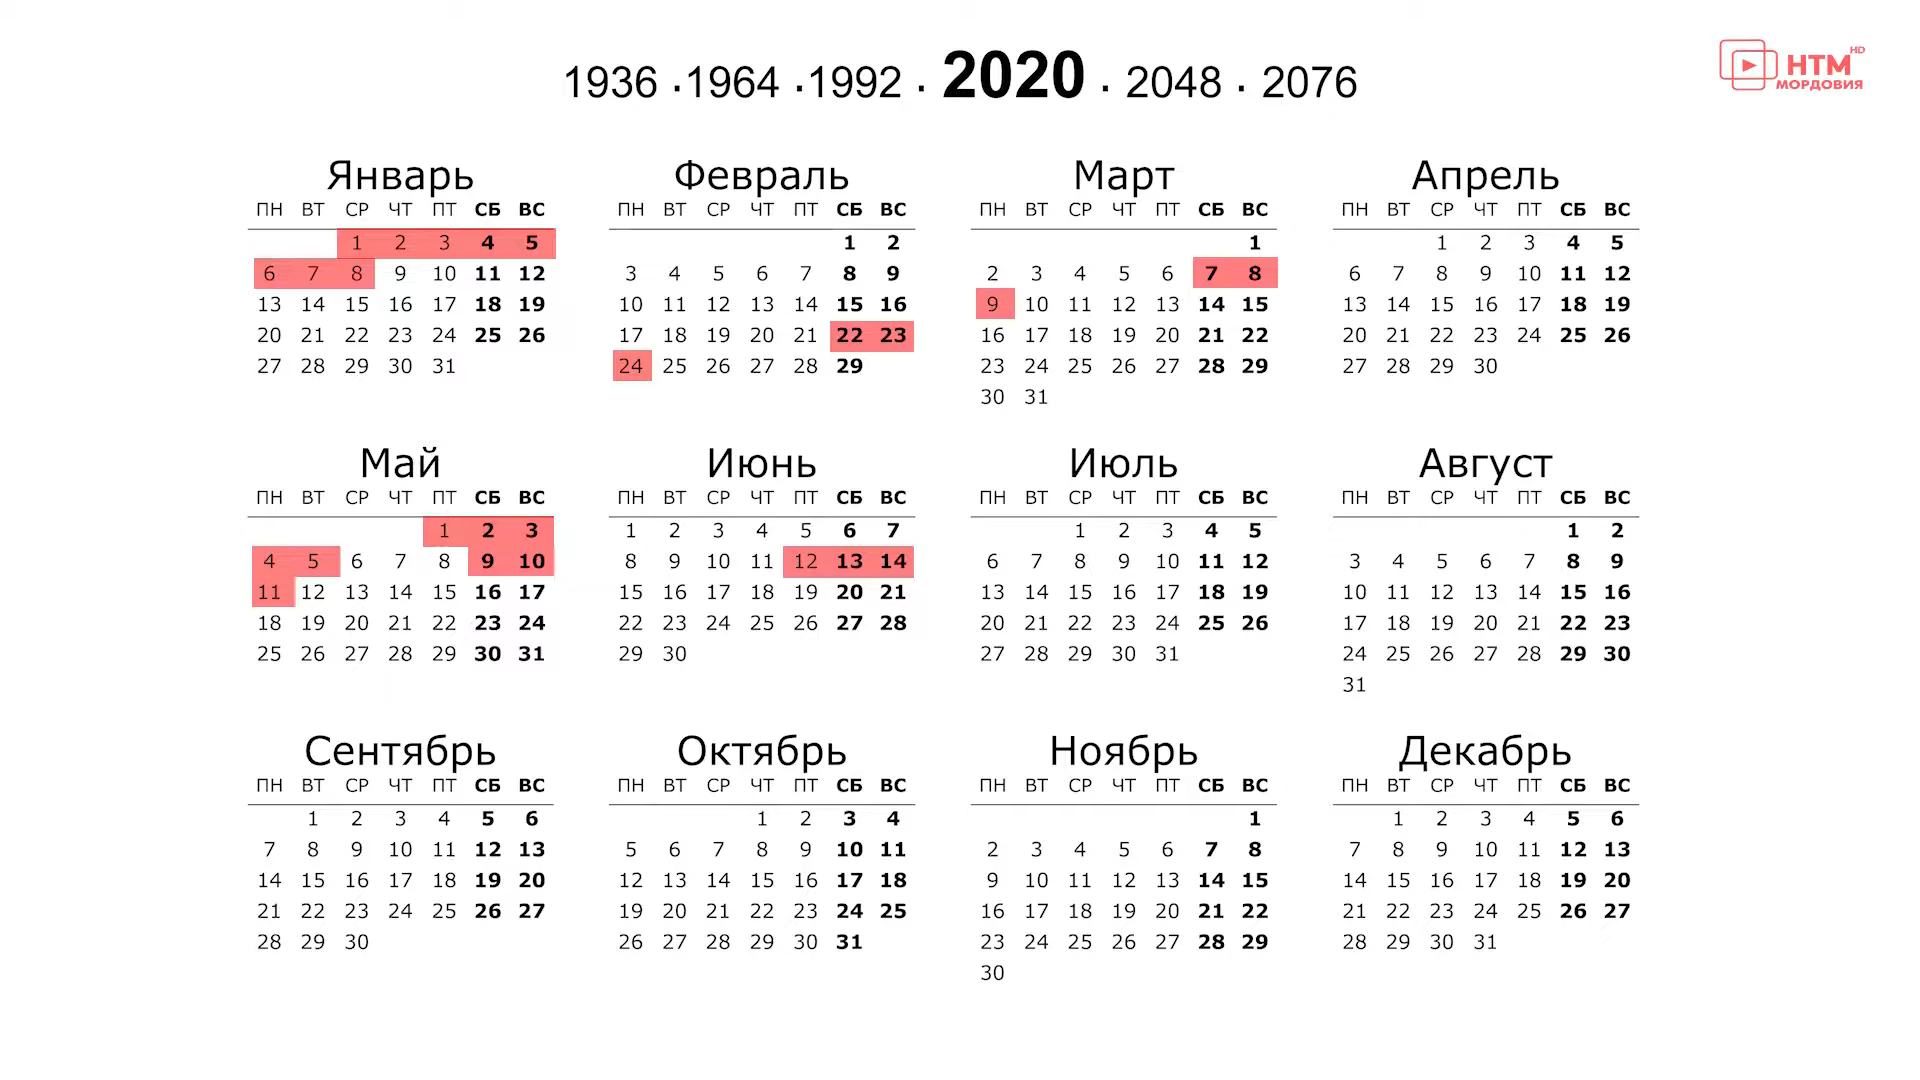 1936 · 1964 · 1992 · 2020 · 2048 · 2076
НТМ HD
МОРДОВИЯ
Январь
ПН ВТ СР ЧТ ПТ СБ ВС
1 2 3 4 5
6 7 8 9 10 11 12
13 14 15 16 17 18 19
20 21 22 23 24 25 26
27 28 29 30 31
Февраль
ПН ВТ СР ЧТ ПТ СБ ВС
1 2
3 4 5 6 7 8 9
10 11 12 13 14 15 16
17 18 19 20 21 22 23
24 25 26 27 28 29
Март
ПН ВТ СР ЧТ ПТ СБ ВС
1
2 3 4 5 6 7 8
9 10 11 12 13 14 15
16 17 18 19 20 21 22
23 24 25 26 27 28 29
30 31
Апрель
ПН ВТ СР ЧТ ПТ СБ ВС
1 2 3 4 5
6 7 8 9 10 11 12
13 14 15 16 17 18 19
20 21 22 23 24 25 26
27 28 29 30
Май
ПН ВТ СР ЧТ ПТ СБ ВС
1 2 3
4 5 6 7 8 9 10
11 12 13 14 15 16 17
18 19 20 21 22 23 24
25 26 27 28 29 30 31
Июнь
ПН ВТ СР ЧТ ПТ СБ ВС
1 2 3 4 5 6 7
8 9 10 11 12 13 14
15 16 17 18 19 20 21
22 23 24 25 26 27 28
29 30
Июль
ПН ВТ СР ЧТ ПТ СБ ВС
1 2 3 4 5
6 7 8 9 10 11 12
13 14 15 16 17 18 19
20 21 22 23 24 25 26
27 28 29 30 31
Август
ПН ВТ СР ЧТ ПТ СБ ВС
1 2
3 4 5 6 7 8 9
10 11 12 13 14 15 16
17 18 19 20 21 22 23
24 25 26 27 28 29 30
31
Сентябрь
ПН ВТ СР ЧТ ПТ СБ ВС
1 2 3 4 5 6
7 8 9 10 11 12 13
14 15 16 17 18 19 20
21 22 23 24 25 26 27
28 29 30
Октябрь
ПН ВТ СР ЧТ ПТ СБ ВС
1 2 3 4
5 6 7 8 9 10 11
12 13 14 15 16 17 18
19 20 21 22 23 24 25
26 27 28 29 30 31
Ноябрь
ПН ВТ СР ЧТ ПТ СБ ВС
1
2 3 4 5 6 7 8
9 10 11 12 13 14 15
16 17 18 19 20 21 22
23 24 25 26 27 28 29
30
Декабрь
ПН ВТ СР ЧТ ПТ СБ ВС
1 2 3 4 5 6
7 8 9 10 11 12 13
14 15 16 17 18 19 20
21 22 23 24 25 26 27
28 29 30 31